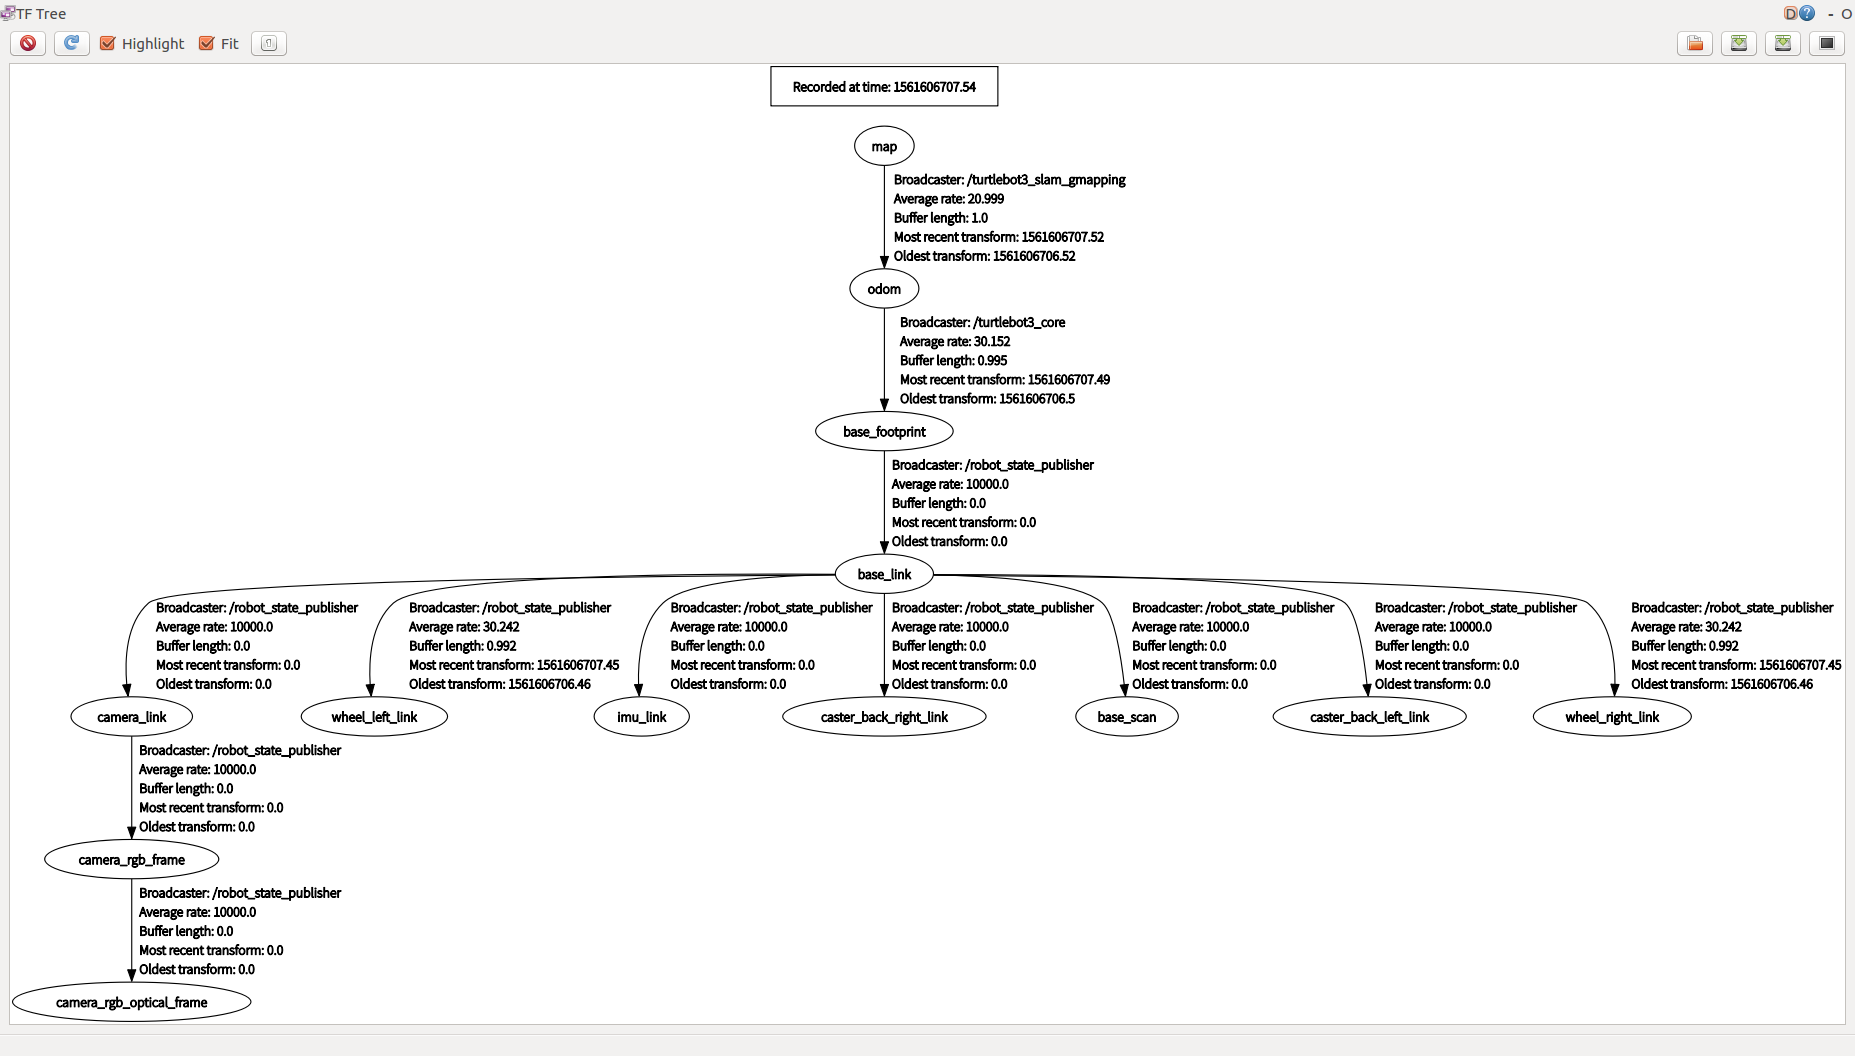 TF Tree
D ? - O
Highlight
Fit
Recorded at time: 1561606707.54
map
Broadcaster: /turtlebot3_slam_gmapping
Average rate: 20.999
Buffer length: 1.0
Most recent transform: 1561606707.52
Oldest transform: 1561606706.52
odom
Broadcaster: /turtlebot3_core
Average rate: 30.152
Buffer length: 0.995
Most recent transform: 1561606707.49
Oldest transform: 1561606706.5
base_footprint
Broadcaster: /robot_state_publisher
Average rate: 10000.0
Buffer length: 0.0
Most recent transform: 0.0
Oldest transform: 0.0
base_link
Broadcaster: /robot_state_publisher
Average rate: 10000.0
Buffer length: 0.0
Most recent transform: 0.0
Oldest transform: 0.0
Broadcaster: /robot_state_publisher
Average rate: 30.242
Buffer length: 0.992
Most recent transform: 1561606707.45
Oldest transform: 1561606706.46
Broadcaster: /robot_state_publisher
Average rate: 10000.0
Buffer length: 0.0
Most recent transform: 0.0
Oldest transform: 0.0
Broadcaster: /robot_state_publisher
Average rate: 10000.0
Buffer length: 0.0
Most recent transform: 0.0
Oldest transform: 0.0
Broadcaster: /robot_state_publisher
Average rate: 10000.0
Buffer length: 0.0
Most recent transform: 0.0
Oldest transform: 0.0
Broadcaster: /robot_state_publisher
Average rate: 10000.0
Buffer length: 0.0
Most recent transform: 0.0
Oldest transform: 0.0
Broadcaster: /robot_state_publisher
Average rate: 30.242
Buffer length: 0.992
Most recent transform: 1561606707.45
Oldest transform: 1561606706.46
camera_link
wheel_left_link
imu_link
caster_back_right_link
base_scan
caster_back_left_link
wheel_right_link
Broadcaster: /robot_state_publisher
Average rate: 10000.0
Buffer length: 0.0
Most recent transform: 0.0
Oldest transform: 0.0
camera_rgb_frame
Broadcaster: /robot_state_publisher
Average rate: 10000.0
Buffer length: 0.0
Most recent transform: 0.0
Oldest transform: 0.0
camera_rgb_optical_frame